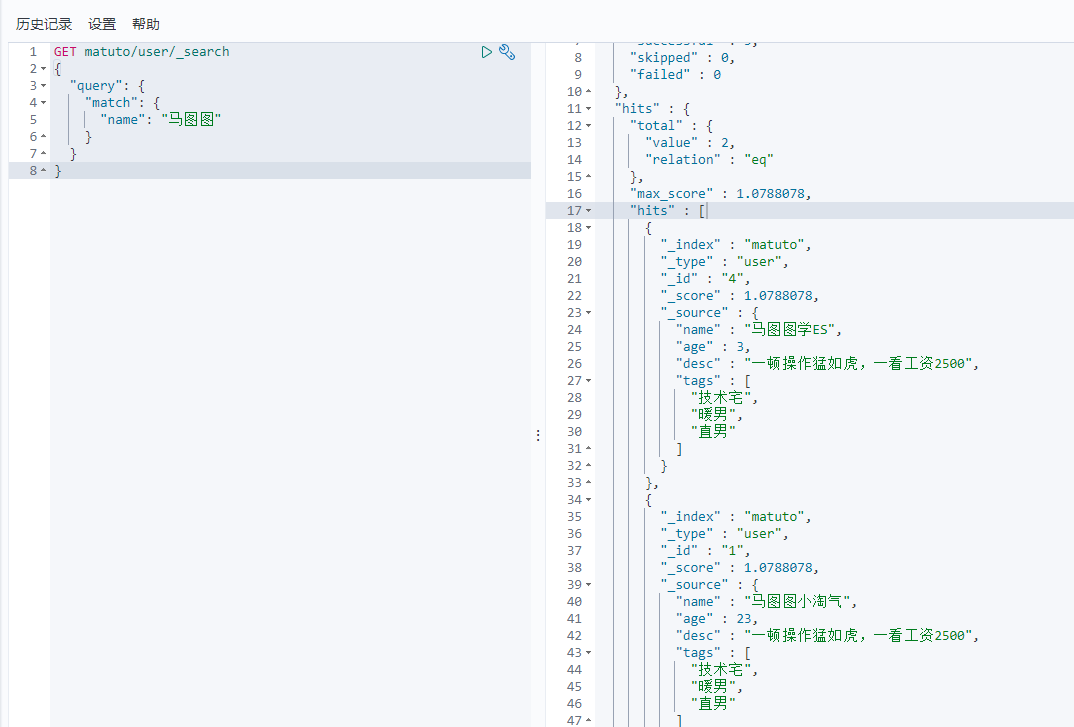 历史记录 设置 帮助
1 GET matuto/user/_search
2 {
3 "query": {
4 "match": {
5 "name": "马图图"
6 }
7 }
8 }
8 "skipped" : 0,
9 "failed" : 0
10 },
11 "hits" : {
12 "total" : {
13 "value" : 2,
14 "relation" : "eq"
15 },
16 "max_score" : 1.0788078,
17 "hits" : [
18 {
19 "_index" : "matuto",
20 "_type" : "user",
21 "_id" : "4",
22 "_score" : 1.0788078,
23 "_source" : {
24 "name" : "马图图学ES",
25 "age" : 3,
26 "desc" : "一顿操作猛如虎，一看工资2500",
27 "tags" : [
28 "技术宅",
29 "暖男",
30 "直男"
31 ]
32 }
33 },
34 {
35 "_index" : "matuto",
36 "_type" : "user",
37 "_id" : "1",
38 "_score" : 1.0788078,
39 "_source" : {
40 "name" : "马图图小淘气",
41 "age" : 23,
42 "desc" : "一顿操作猛如虎，一看工资2500",
43 "tags" : [
44 "技术宅",
45 "暖男",
46 "直男"
47 ]